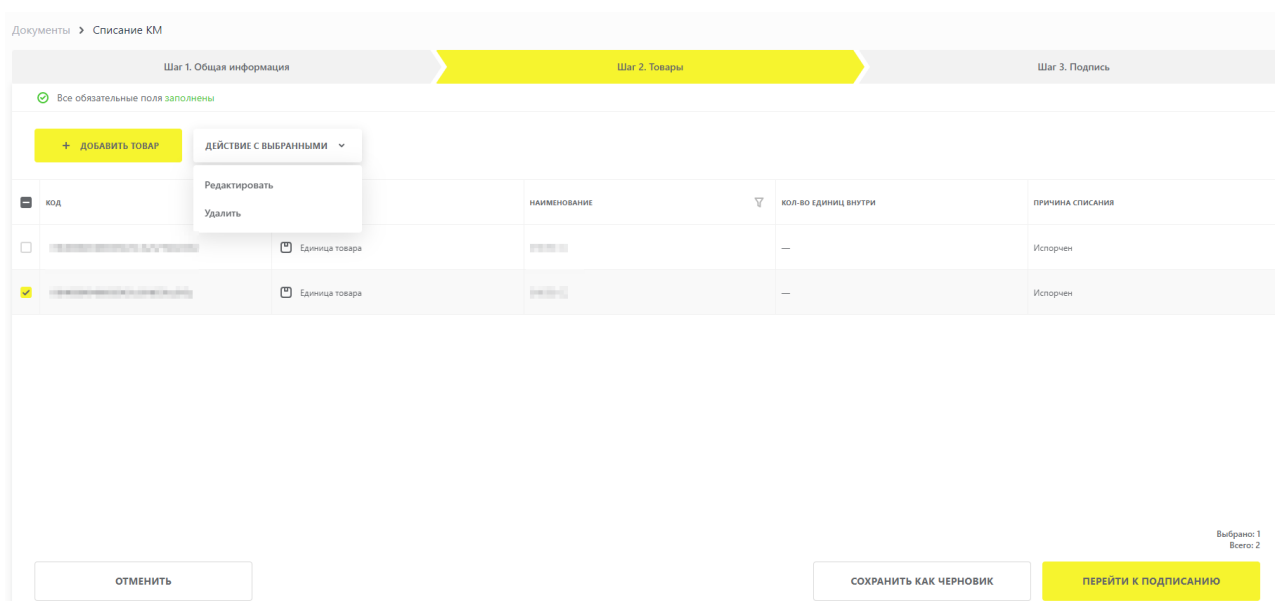 Документы > Списание КМ
Шаг 1. Общая информация
Шаг 2. Товары
Шаг 3. Подпись
Все обязательные поля заполнены
+ ДОБАВИТЬ ТОВАР
ДЕЙСТВИЕ С ВЫБРАННЫМИ
Редактировать
Удалить
КОД
НАИМЕНОВАНИЕ
КОЛ-ВО ЕДИНИЦ ВНУТРИ
ПРИЧИНА СПИСАНИЯ
Единица товара
—
Испорчен
Единица товара
—
Испорчен
Выбрано: 1
Всего: 2
ОТМЕНИТЬ
СОХРАНИТЬ КАК ЧЕРНОВИК
ПЕРЕЙТИ К ПОДПИСАНИЮ